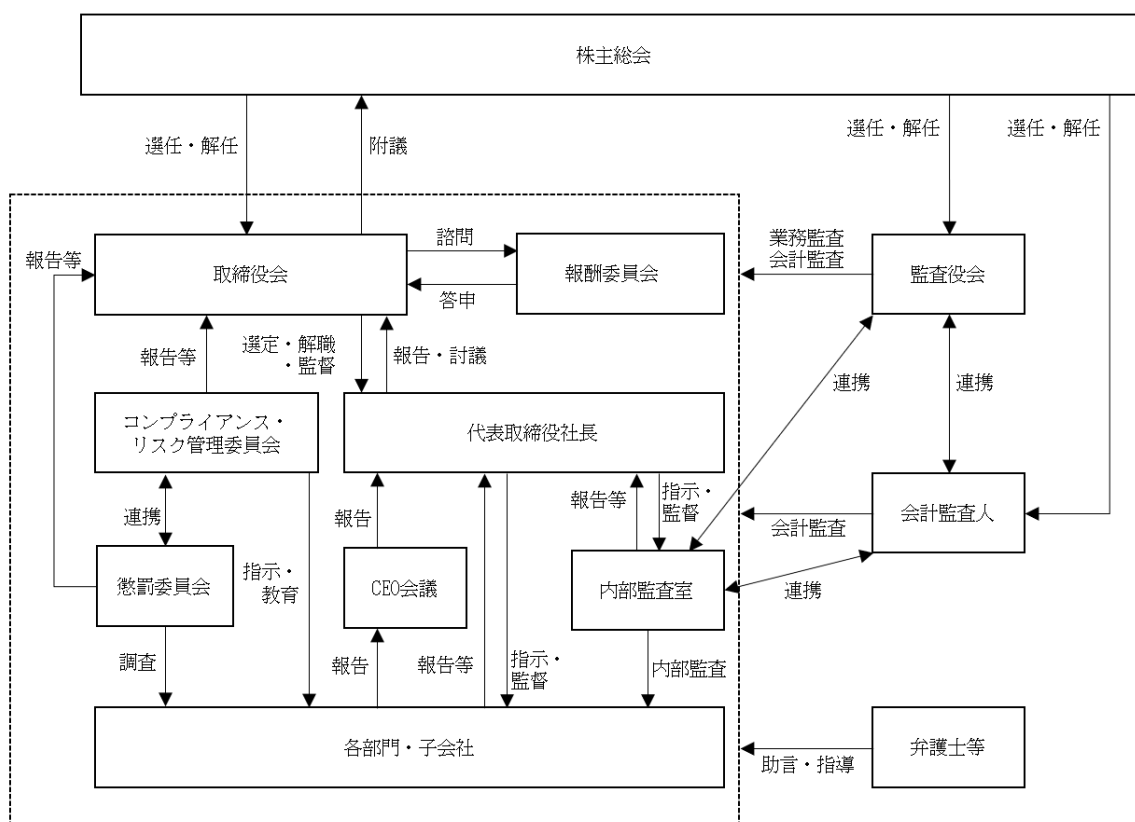 株主総会
選任・解任
附議
選任・解任
選任・解任
報告等
取締役会
諮問
答申
報酬委員会
業務監査
会計監査
監査役会
報告等
選定・解職
・監督
報告・討議
連携
連携
コンプライアンス・
リスク管理委員会
代表取締役社長
連携
報告
報告等
指示・
監督
会計監査
会計監査人
懲罰委員会
指示・
教育
CEO会議
内部監査室
連携
調査
報告
報告等
指示・
監督
内部監査
各部門・子会社
助言・指導
弁護士等